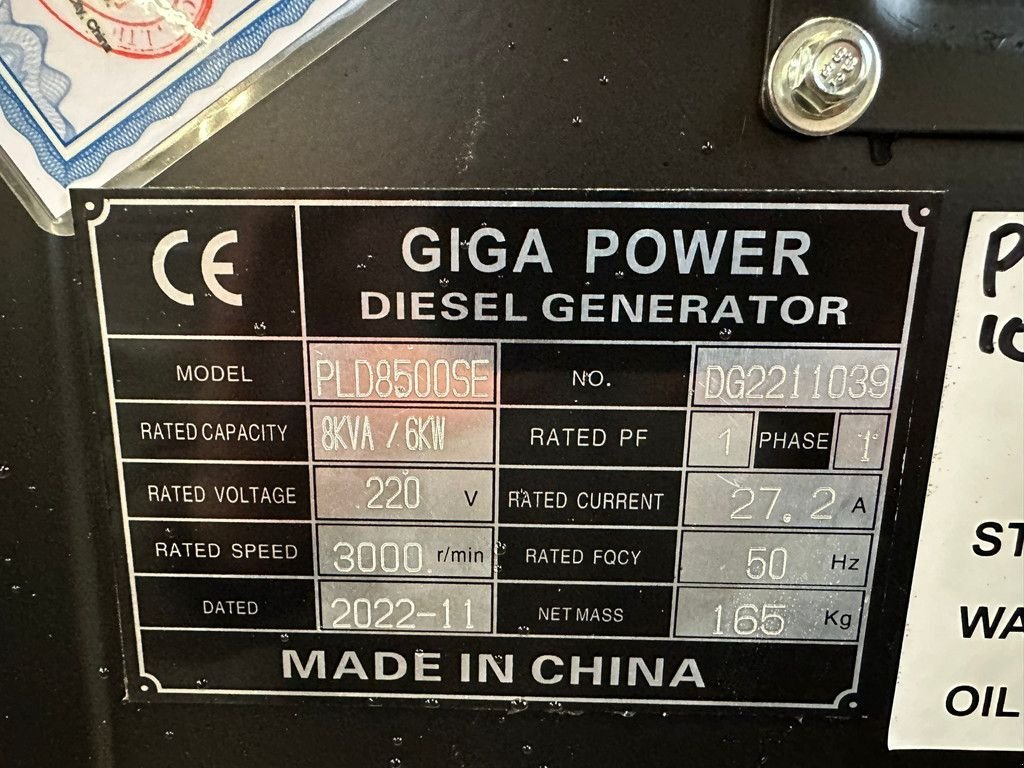 China
CE
GIGA POWER
DIESEL GENERATOR
MODEL PLD8500SE NO. DG2211039
RATED CAPACITY 8KVA / 6KW RATED PF 1 PHASE 1
RATED VOLTAGE 220 V RATED CURRENT 27.2 A
RATED SPEED 3000 r/min RATED FQCY 50 Hz
DATED 2022-11 NET MASS 165 Kg
MADE IN CHINA
ST
WA
OIL